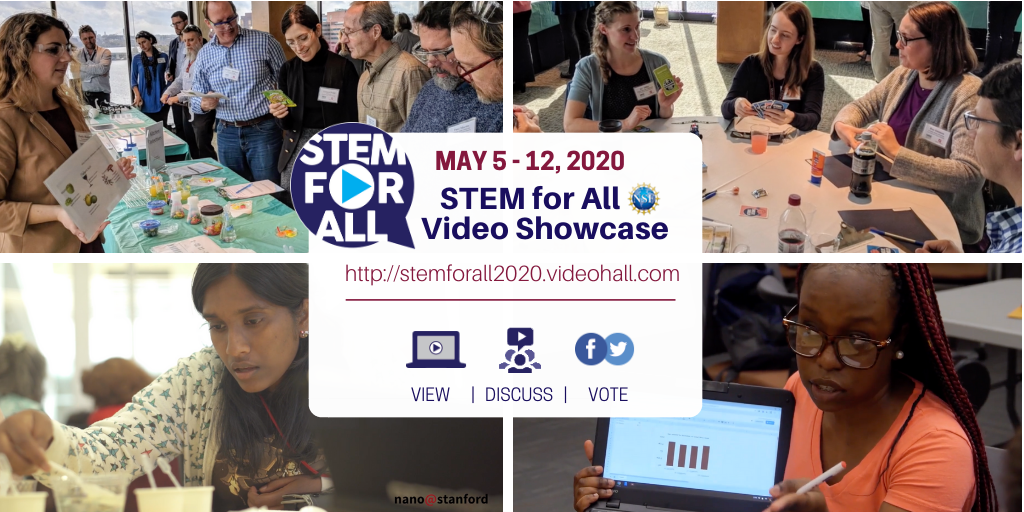 STEM
FOR
ALL
MAY 5 - 12, 2020
STEM for All
NSF
Video Showcase
http://stemforall2020.videohall.com
VIEW | DISCUSS | VOTE
nano@stanford